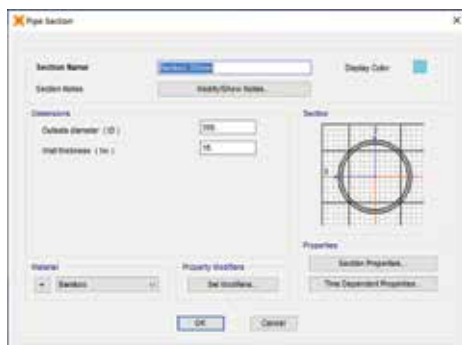 Pipe Section
Section Name
Display Color
Section Notes
Modify/Show Notes...
Dimensions
Section
Outside diameter ( t3 )
Wall thickness ( tw )
Properties
Material
Property Modifiers
Section Properties...
+
Set Modifiers...
Time Dependent Properties...
OK
Cancel